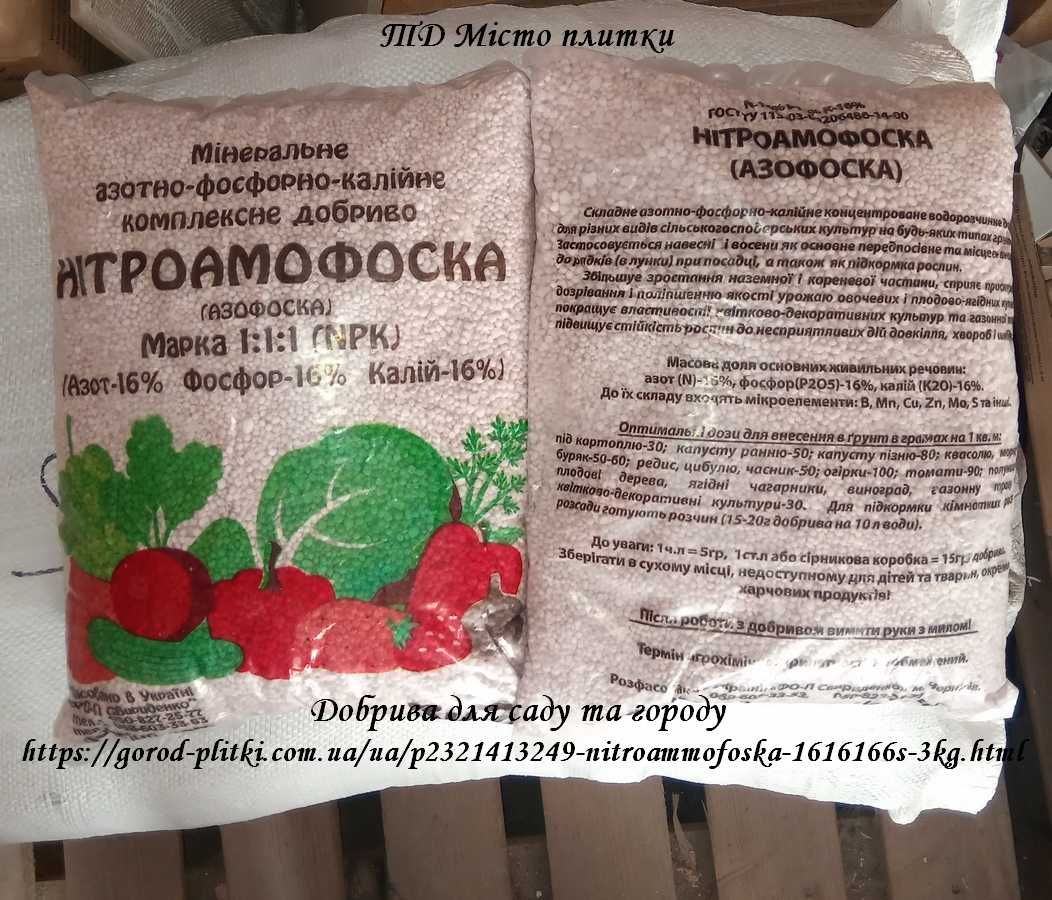 ТД Місто плитки
Мінеральне
азотно-фосфорно-калійне
комплексне добриво
НІТРОАМОФОСКА
(АЗОФОСКА)
Марка 1:1:1 (NPK)
(Азот-16% Фосфор-16% Калій-16%)
в Україні
НІТРОАМОФОСКА
(АЗОФОСКА)
Складне азотно-фосфорно-калійне концентроване водорозчинне
для різних видів сільськогосподарських культур на будь-яких типах
Застосовується навесні і восени як основне передпосівне та місцеве
до рядків (в лунки) при посадці, а також як підкормка рослин.
Збільшує зростання наземної і кореневої частини, сприяє
дозрівання і поліпшенню якості урожаю овочевих і плодово-ягідних
покращує властивості квітково-декоративних культур та газонної
підвищує стійкість рослин до несприятливих дій довкілля, хвороб і
Масова доля основних живильних речовин:
азот (N)-16%, фосфор(P2O5)-16%, калій (K2O)-16%.
До їх складу входять мікроелементи: B, Mn, Cu, Zn, Mo, S та інші.
Оптимальні дози для внесення в ґрунт в грамах на 1 кв. м:
під картоплю-30; капусту ранню-50; капусту пізню-80; квасолю,
буряк-50-60; редис, цибулю, часник-50; огірки-100; томати-90;
плодові дерева, ягідні чагарники, виноград, газонну
квітково-декоративні культури-30. Для підкормки кімнатних
розсади готують розчин (15-20г добрива на 10 л води).
До уваги: 1ч.л = 5гр, 1ст.л або сірникова коробка = 15гр, добрива.
Зберігати в сухому місці, недоступному для дітей та тварин,
харчових продуктів!
Після роботи з добривом вимити руки з милом!
Термін
Добрива для саду та городу
https://gorod-plitki.com.ua/ua/p2321413249-nitroammofoska-1616166s-3kg.html